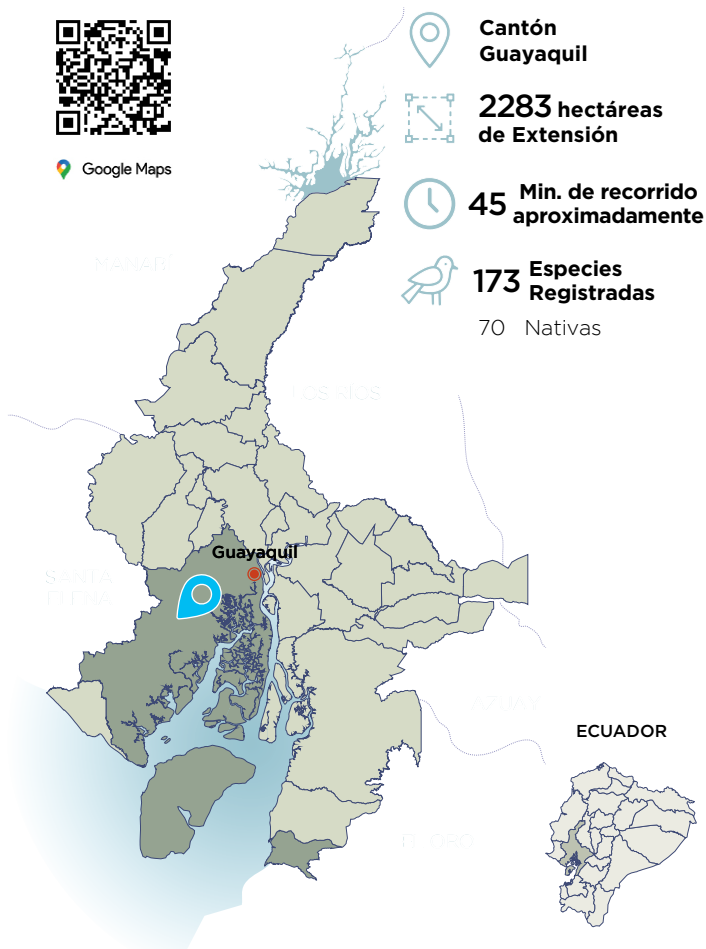 Cantón
Guayaquil
2283 hectáreas
de Extensión
Google Maps
45 Min. de recorrido
aproximadamente
MANABÍ
173 Especies
Registradas
70 Nativas
LOS RÍOS
Guayaquil
SANTA
ELENA
AZUAY
ECUADOR
EL ORO